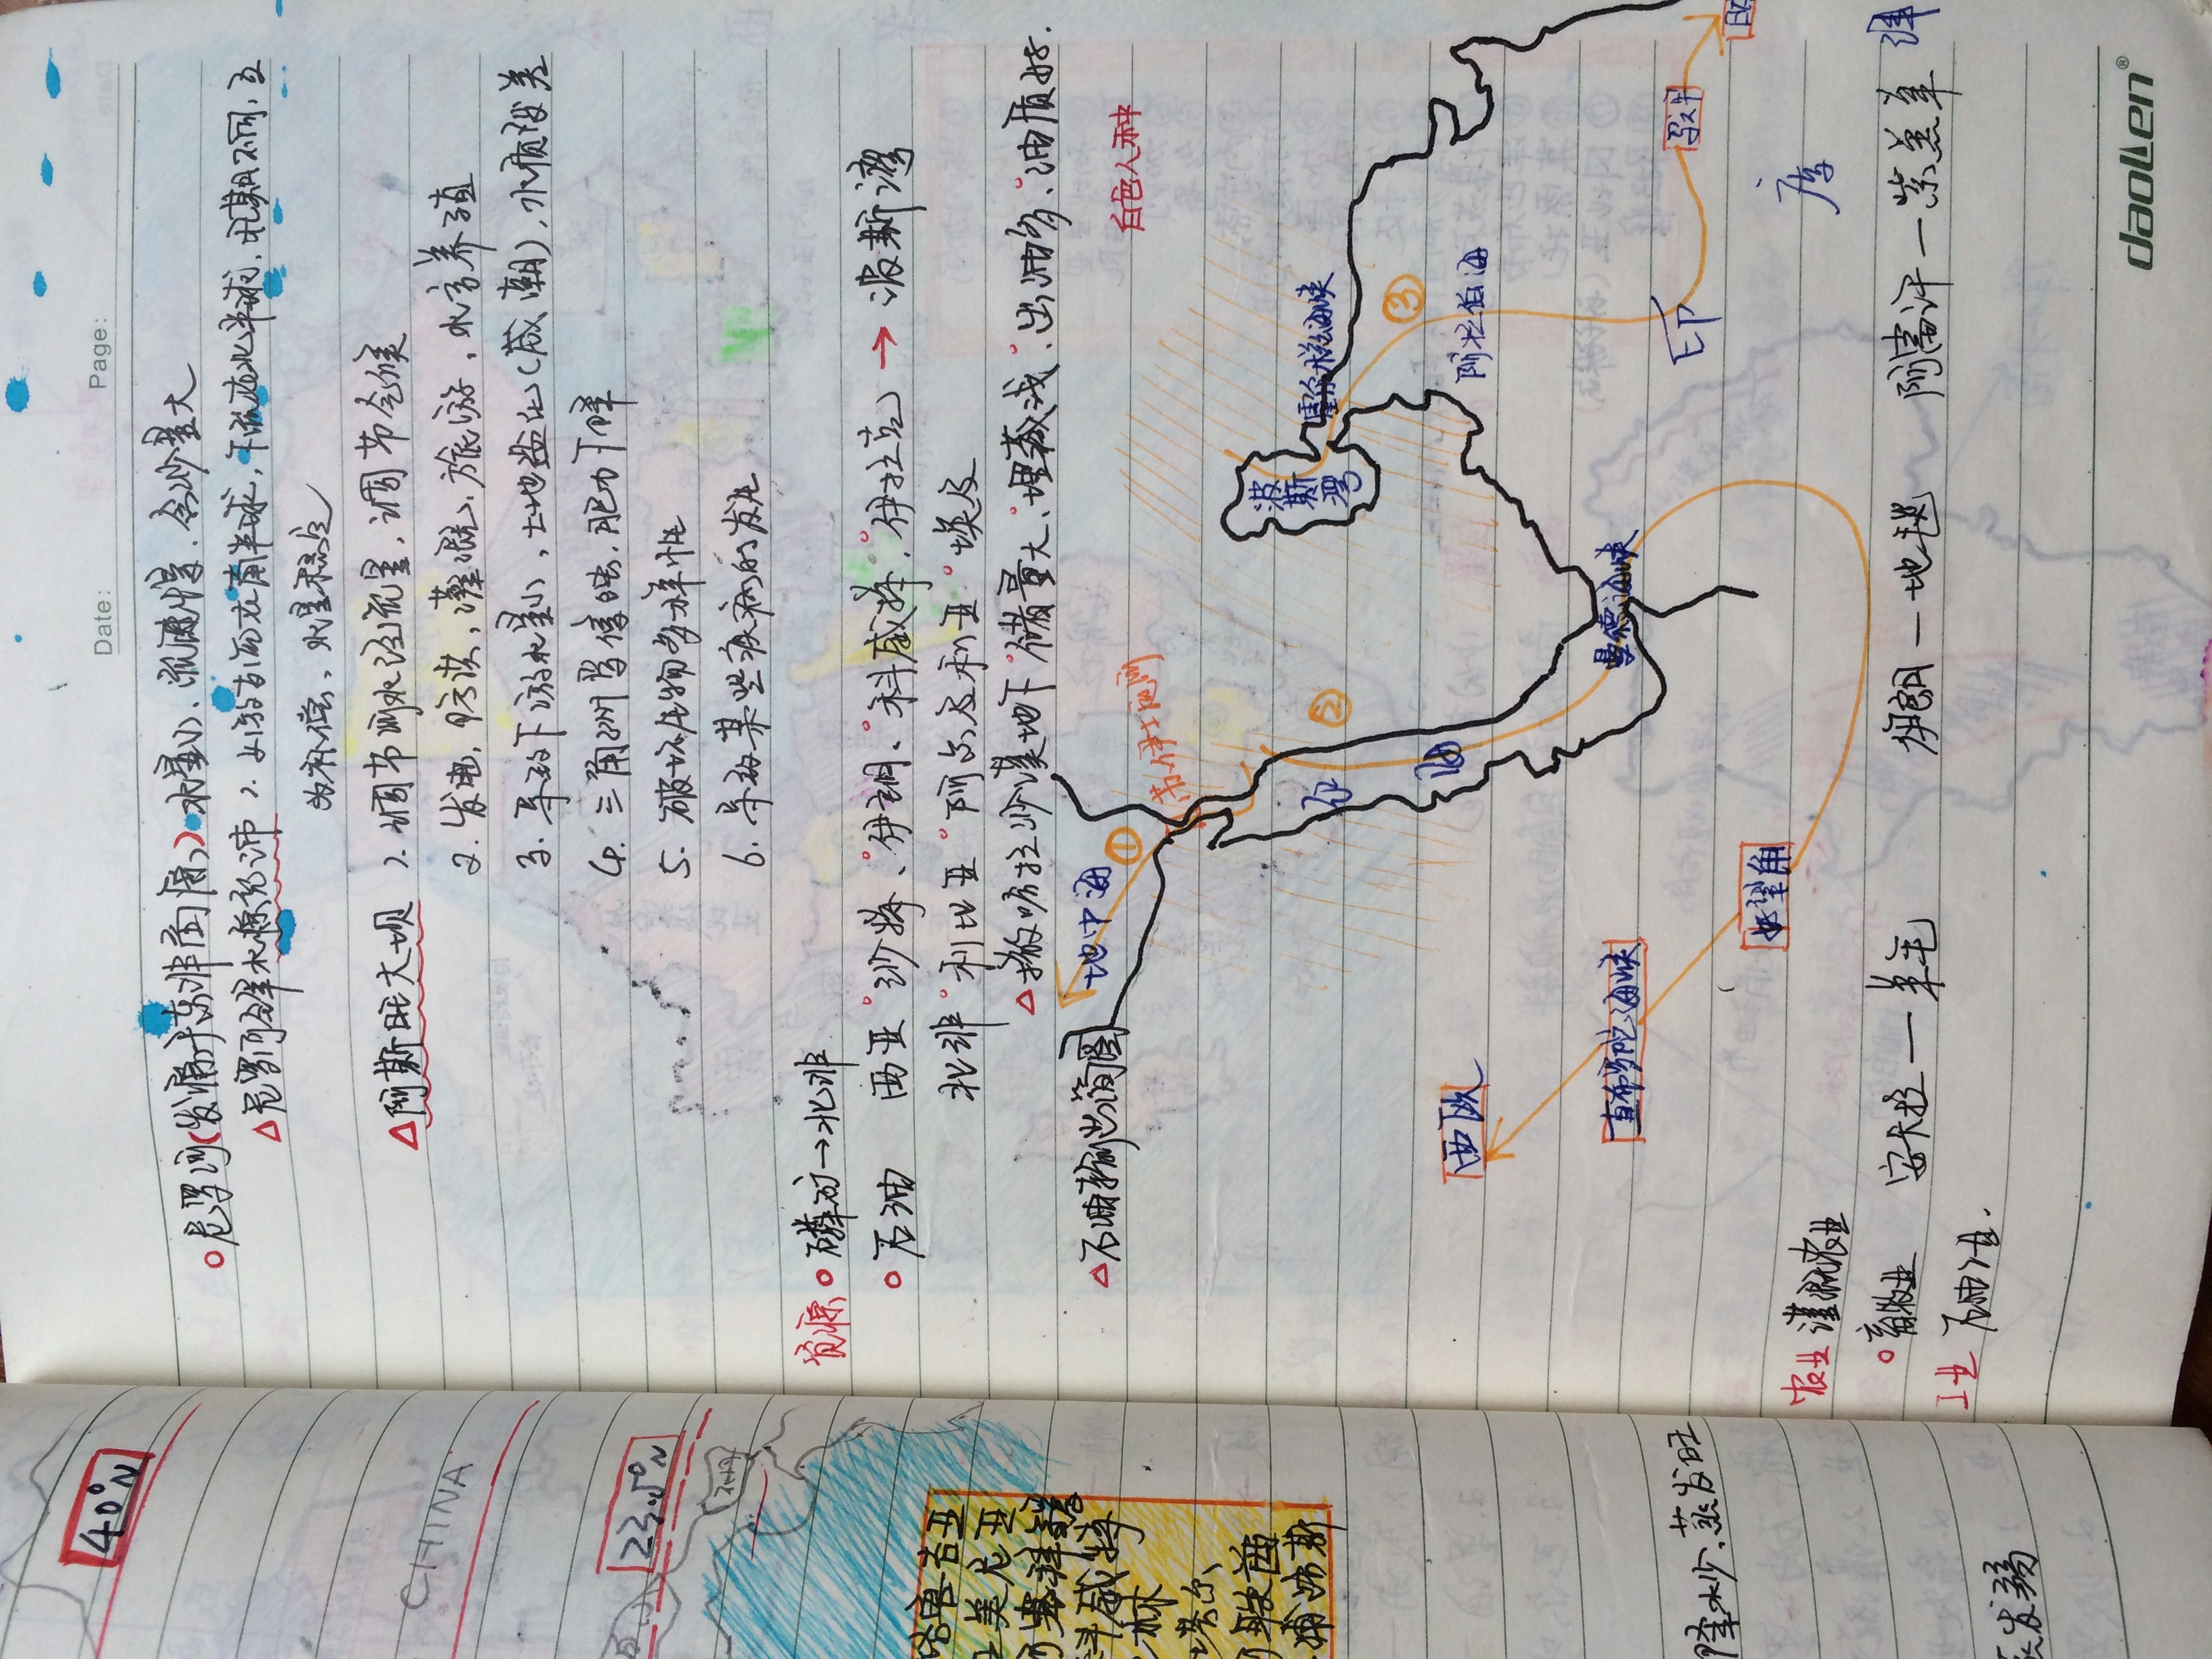 40°N
CHINA
23.5°N
塔吉亚
美尼亚
塞拜疆
科威特
林
塔尔
阿联酋
浦路斯
降水少、蒸发旺
蒸发弱
Date: Page:
尼罗河(发源于东非高原) 水量小、流速慢、含沙量大
△尼罗河全年水源充沛 1. 上游支流在南半球,下流在北半球,汛期不同,互
为补偿、水量稳定
△阿斯旺大坝 1. 调节河水径流量,调节气候
2. 发电,防洪,灌溉,旅游,水产养殖
3. 导致下游水量小,土地盐化(咸潮),水质变差
4. 三角洲受侵蚀,肥力下降
5. 破坏生物多样性
6. 导致某些疾病的发生
资源 磷矿→北非
石油 西亚 沙特、伊朗、科威特、伊拉克 → 波斯湾
北非 利比亚 阿尔及利亚 埃及
△撒哈拉沙漠地下 储量大、埋藏浅、出油多、油质好.
△石油输出简图 地中海
①
白色人种
苏伊士运河
波斯湾
红海
②
霍尔木兹海峡
③
西欧
阿拉伯海
直布罗陀海峡
曼德海峡
印度洋
马六甲
好望角
农业 灌溉农业
畜牧业 安卡拉—羊毛 伊朗—地毯 阿富汗—紫羔羊
工业 石油工业.
daolen®